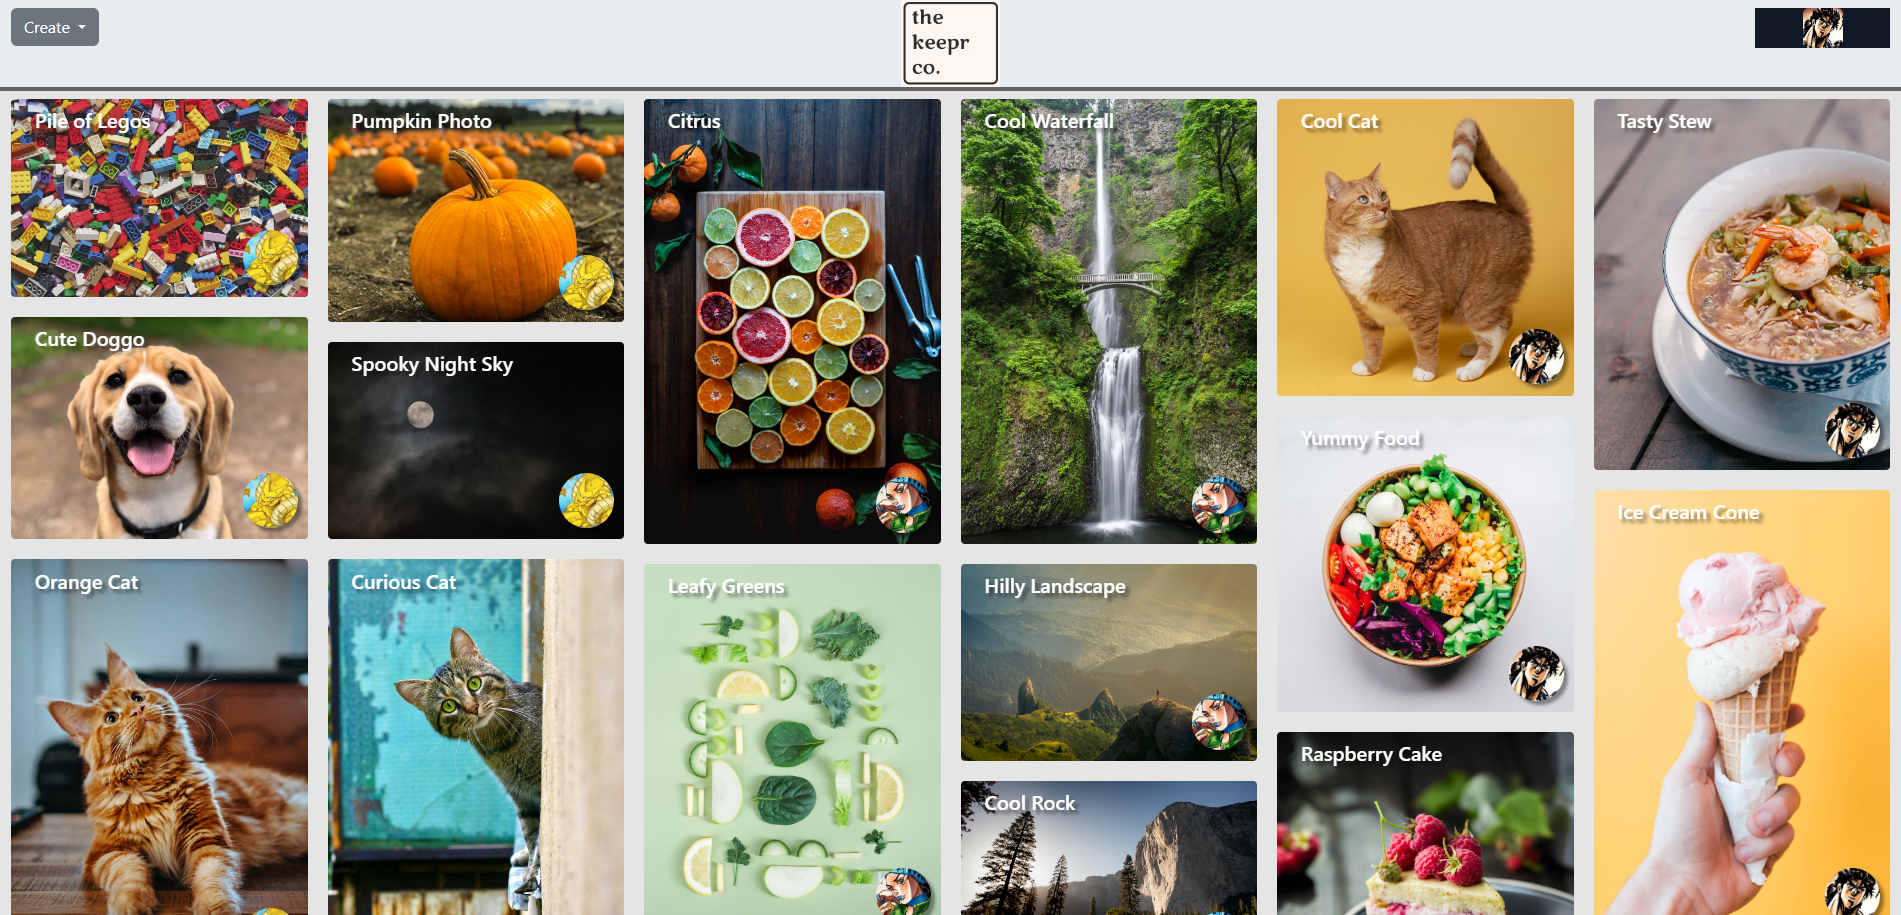 Create
the
keepr
co.
Pile of Legos
Pumpkin Photo
Citrus
Cool Waterfall
Cool Cat
Tasty Stew
Cute Doggo
Spooky Night Sky
Yummy Food
Ice Cream Cone
Orange Cat
Curious Cat
Leafy Greens
Hilly Landscape
Raspberry Cake
Cool Rock